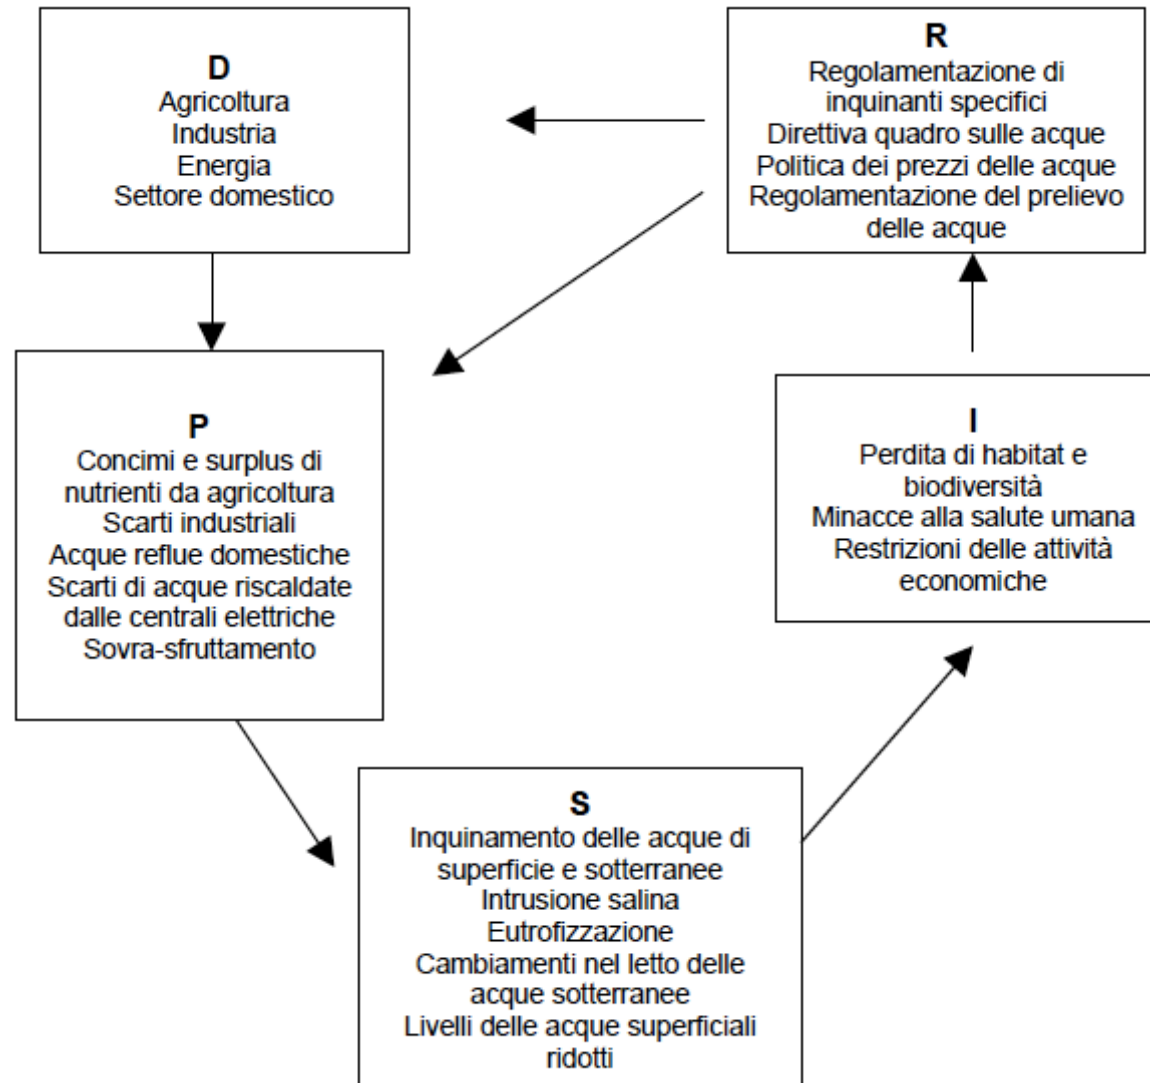 D
Agricoltura
Industria
Energia
Settore domestico
R
Regolamentazione di
inquinanti specifici
Direttiva quadro sulle acque
Politica dei prezzi delle acque
Regolamentazione del prelievo
delle acque
P
Concimi e surplus di
nutrienti da agricoltura
Scarti industriali
Acque reflue domestiche
Scarti di acque riscaldate
dalle centrali elettriche
Sovra-sfruttamento
I
Perdita di habitat e
biodiversità
Minacce alla salute umana
Restrizioni delle attività
economiche
S
Inquinamento delle acque di
superficie e sotterranee
Intrusione salina
Eutrofizzazione
Cambiamenti nel letto delle
acque sotterranee
Livelli delle acque superficiali
ridotti